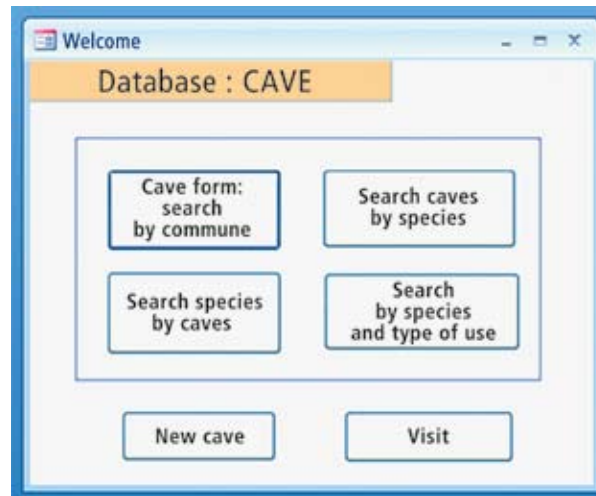 Welcome
Database : CAVE
Cave form:
search
by commune
Search caves
by species
Search species
by caves
Search
by species
and type of use
New cave
Visit